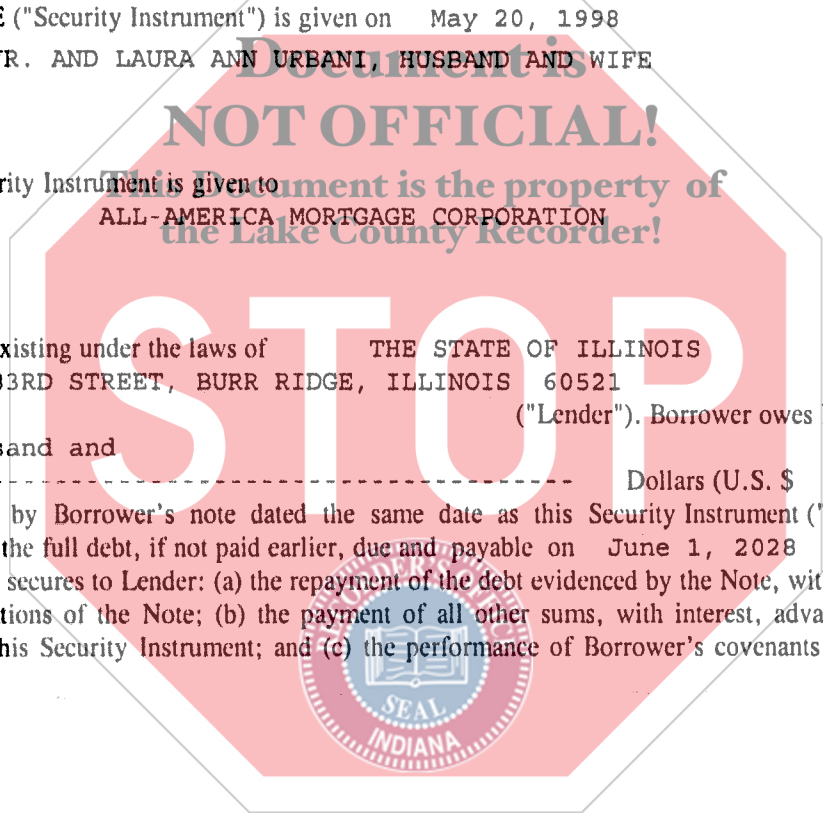 E ("Security Instrument") is given on May 20, 1998
JR. AND LAURA ANN URBANI, HUSBAND AND WIFE
Document is
NOT OFFICIAL!
rity Instrument is given to
This Document is the property of
ALL-AMERICA MORTGAGE CORPORATION
the Lake County Recorder!
STOP
xisting under the laws of THE STATE OF ILLINOIS
33RD STREET, BURR RIDGE, ILLINOIS 60521
("Lender"). Borrower owes
sand and
Dollars (U.S. $
by Borrower's note dated the same date as this Security Instrument ("
the full debt, if not paid earlier, due and payable on June 1, 2028
secures to Lender: (a) the repayment of the debt evidenced by the Note, wit
tions of the Note; (b) the payment of all other sums, with interest, adva
his Security Instrument; and (c) the performance of Borrower's covenants
RECORDER'S OFFICE
SEAL
INDIANA